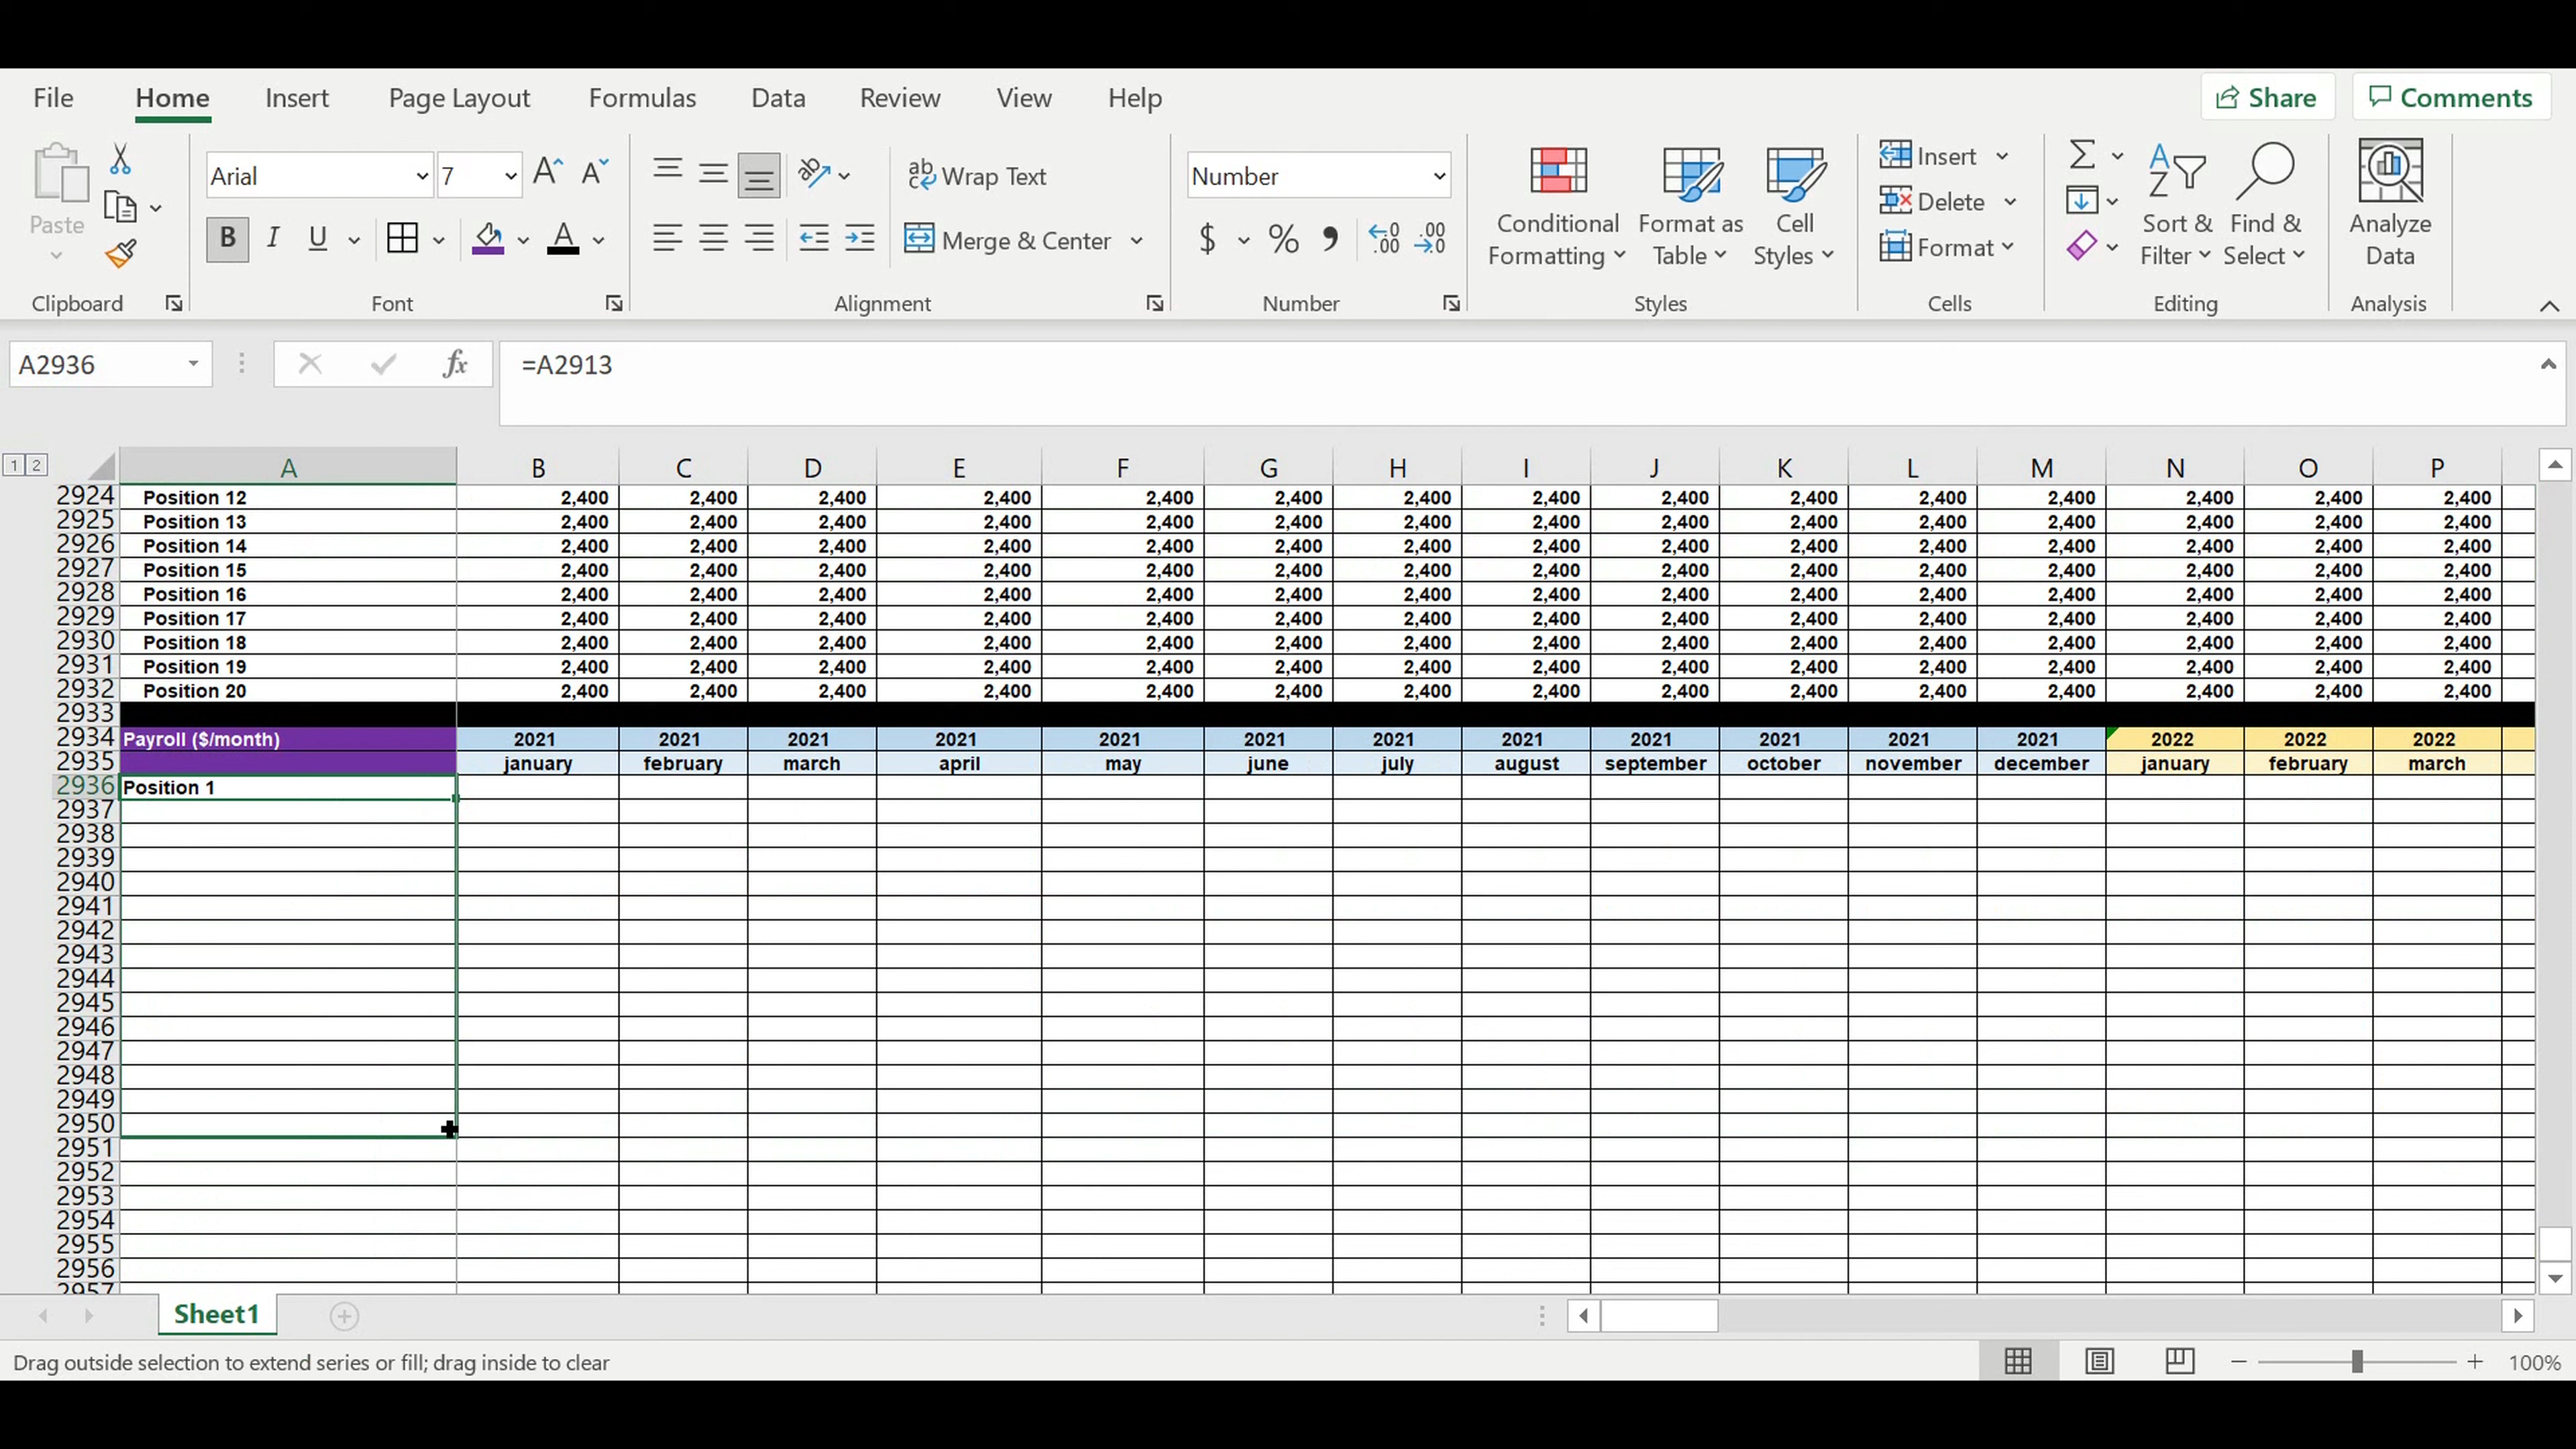 File Home Insert Page Layout Formulas Data Review View Help Share Comments
Arial 7 Wrap Text Number Insert
Paste Conditional Format as Cell Delete Sort & Find & Analyze
B I U A Merge & Center $ % Formatting Table Styles Format Filter Select Data
Clipboard Font Alignment Number Styles Cells Editing Analysis
A2936 fx =A2913
1 2 A B C D E F G H I J K L M N O P
2924 Position 12 2,400 2,400 2,400 2,400 2,400 2,400 2,400 2,400 2,400 2,400 2,400 2,400 2,400 2,400 2,400
2925 Position 13 2,400 2,400 2,400 2,400 2,400 2,400 2,400 2,400 2,400 2,400 2,400 2,400 2,400 2,400 2,400
2926 Position 14 2,400 2,400 2,400 2,400 2,400 2,400 2,400 2,400 2,400 2,400 2,400 2,400 2,400 2,400 2,400
2927 Position 15 2,400 2,400 2,400 2,400 2,400 2,400 2,400 2,400 2,400 2,400 2,400 2,400 2,400 2,400 2,400
2928 Position 16 2,400 2,400 2,400 2,400 2,400 2,400 2,400 2,400 2,400 2,400 2,400 2,400 2,400 2,400 2,400
2929 Position 17 2,400 2,400 2,400 2,400 2,400 2,400 2,400 2,400 2,400 2,400 2,400 2,400 2,400 2,400 2,400
2930 Position 18 2,400 2,400 2,400 2,400 2,400 2,400 2,400 2,400 2,400 2,400 2,400 2,400 2,400 2,400 2,400
2931 Position 19 2,400 2,400 2,400 2,400 2,400 2,400 2,400 2,400 2,400 2,400 2,400 2,400 2,400 2,400 2,400
2932 Position 20 2,400 2,400 2,400 2,400 2,400 2,400 2,400 2,400 2,400 2,400 2,400 2,400 2,400 2,400 2,400
2933
2934 Payroll ($/month) 2021 2021 2021 2021 2021 2021 2021 2021 2021 2021 2021 2021 2022 2022 2022
2935 january february march april may june july august september october november december january february march
2936 Position 1
2937
2938
2939
2940
2941
2942
2943
2944
2945
2946
2947
2948
2949
2950
2951
2952
2953
2954
2955
2956
2957
Sheet1
Drag outside selection to extend series or fill; drag inside to clear 100%